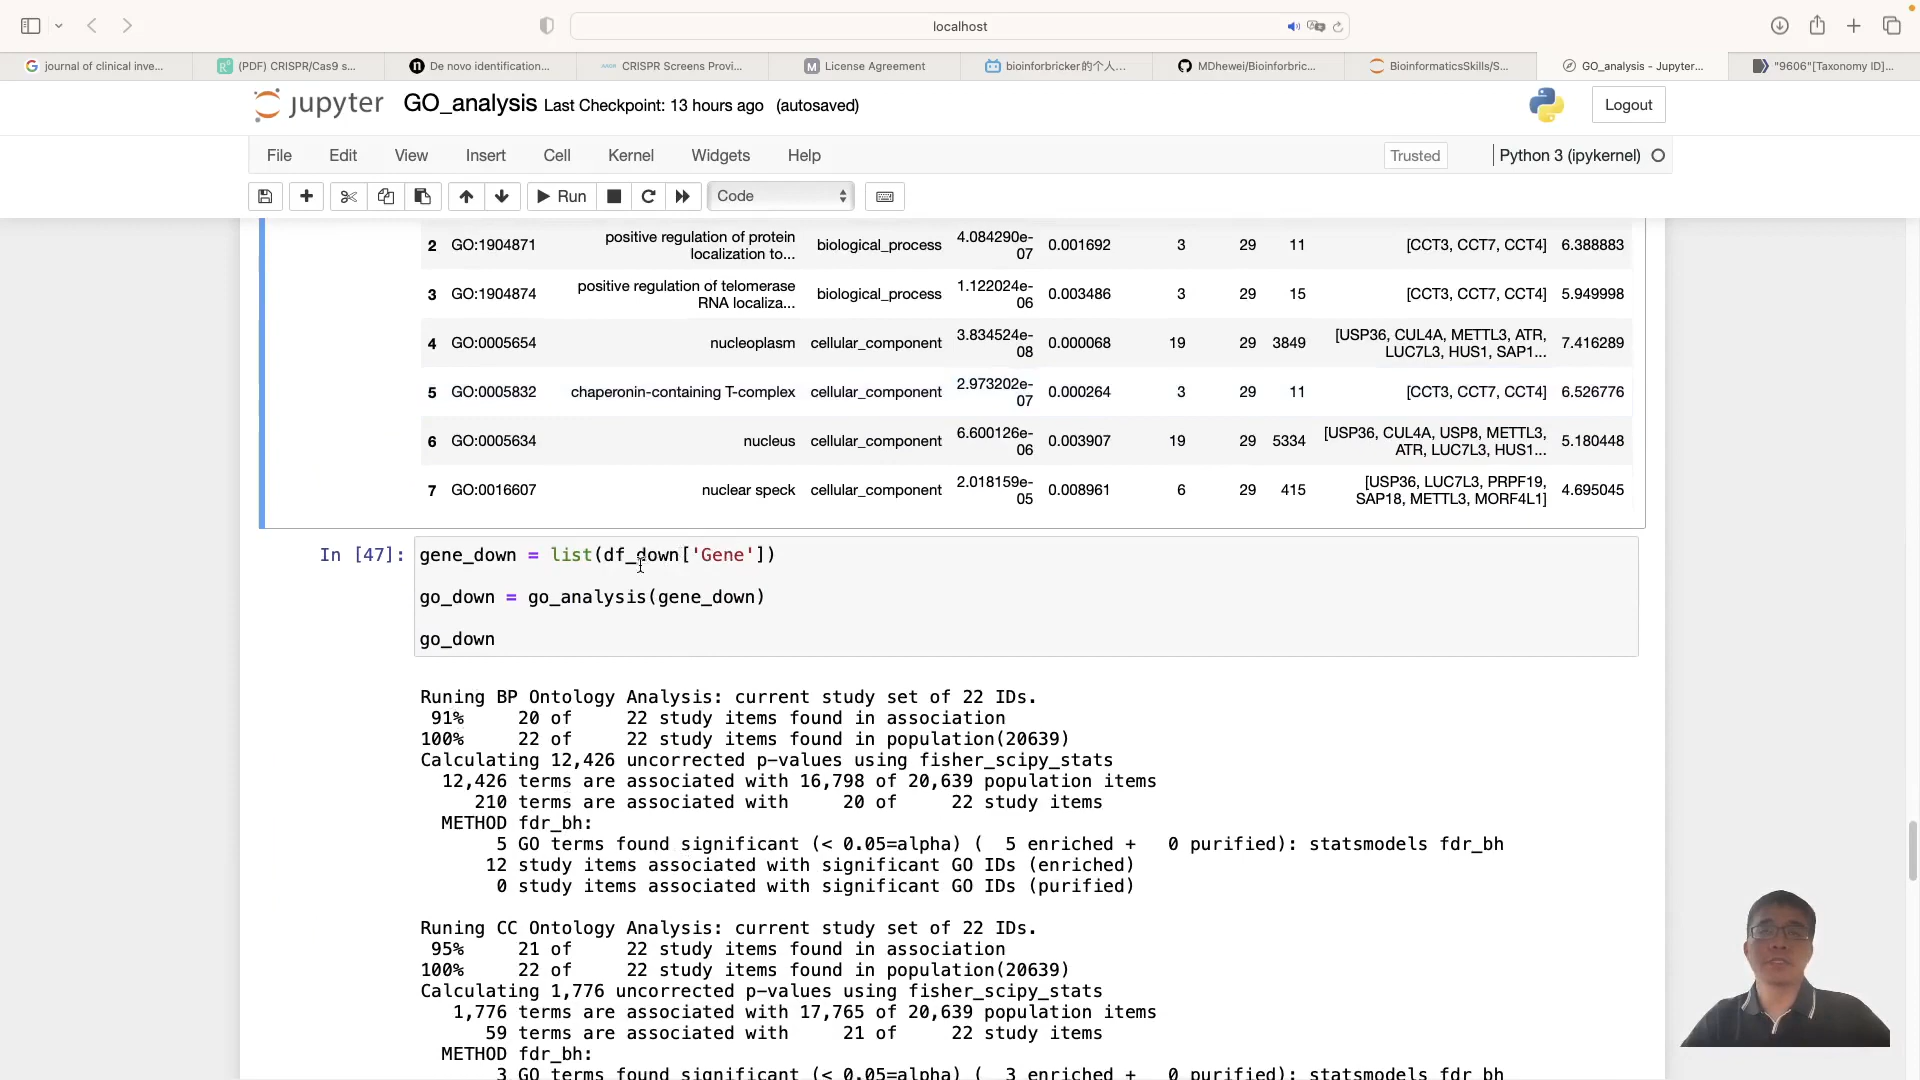 localhost
journal of clinical inve...
(PDF) CRISPR/Cas9 s...
De novo identification...
CRISPR Screens Provi...
License Agreement
bioinforbricker的个人...
MDhewei/Bioinforbric...
BioinformaticsSkills/S...
GO_analysis - Jupyter...
"9606"[Taxonomy ID]...
jupyter GO_analysis Last Checkpoint: 13 hours ago (autosaved)
Logout
File Edit View Insert Cell Kernel Widgets Help
Trusted
Python 3 (ipykernel)
Run
Code
2 GO:1904871 positive regulation of protein localization to... biological_process 4.084290e-07 0.001692 3 29 11 [CCT3, CCT7, CCT4] 6.388883
3 GO:1904874 positive regulation of telomerase RNA localiza... biological_process 1.122024e-06 0.003486 3 29 15 [CCT3, CCT7, CCT4] 5.949998
4 GO:0005654 nucleoplasm cellular_component 3.834524e-08 0.000068 19 29 3849 [USP36, CUL4A, METTL3, ATR, LUC7L3, HUS1, SAP1... 7.416289
5 GO:0005832 chaperonin-containing T-complex cellular_component 2.973202e-07 0.000264 3 29 11 [CCT3, CCT7, CCT4] 6.526776
6 GO:0005634 nucleus cellular_component 6.600126e-06 0.003907 19 29 5334 [USP36, CUL4A, USP8, METTL3, ATR, LUC7L3, HUS1... 5.180448
7 GO:0016607 nuclear speck cellular_component 2.018159e-05 0.008961 6 29 415 [USP36, LUC7L3, PRPF19, SAP18, METTL3, MORF4L1] 4.695045
In [47]: gene_down = list(df_down['Gene'])
go_down = go_analysis(gene_down)
go_down
Runing BP Ontology Analysis: current study set of 22 IDs.
91% 20 of 22 study items found in association
100% 22 of 22 study items found in population(20639)
Calculating 12,426 uncorrected p-values using fisher_scipy_stats
12,426 terms are associated with 16,798 of 20,639 population items
210 terms are associated with 20 of 22 study items
METHOD fdr_bh:
5 GO terms found significant (< 0.05=alpha) ( 5 enriched + 0 purified): statsmodels fdr_bh
12 study items associated with significant GO IDs (enriched)
0 study items associated with significant GO IDs (purified)
Runing CC Ontology Analysis: current study set of 22 IDs.
95% 21 of 22 study items found in association
100% 22 of 22 study items found in population(20639)
Calculating 1,776 uncorrected p-values using fisher_scipy_stats
1,776 terms are associated with 17,765 of 20,639 population items
59 terms are associated with 21 of 22 study items
METHOD fdr_bh:
3 GO terms found significant (< 0.05=alpha) ( 3 enriched + 0 purified): statsmodels fdr_bh